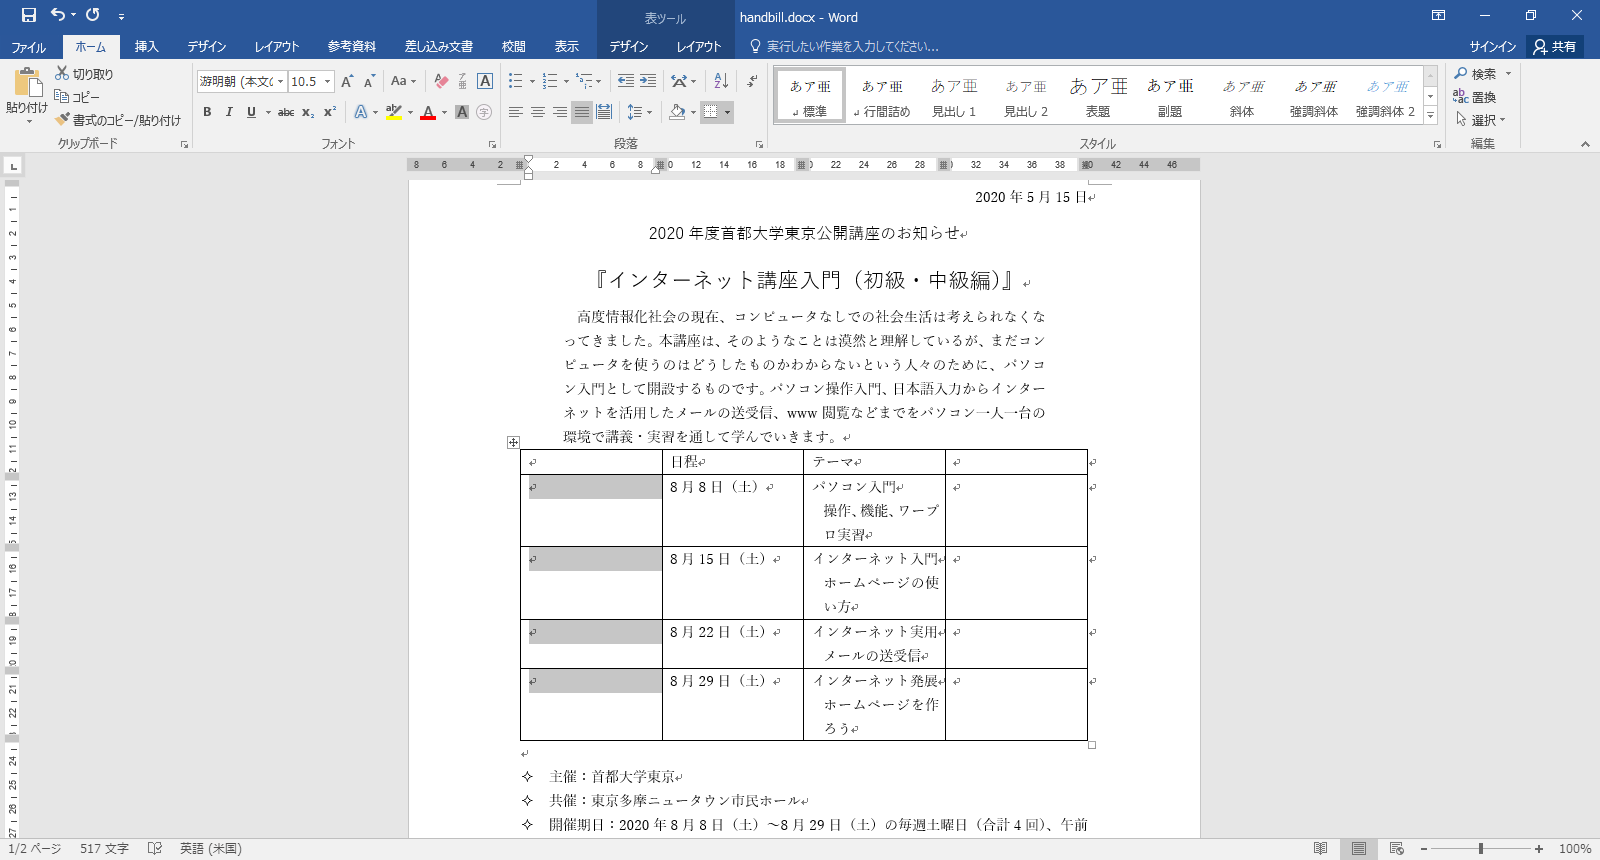 表ツール
handbill.docx - Word
ファイル
ホーム
挿入
デザイン
レイアウト
参考資料
差し込み文書
校閲
表示
デザイン
レイアウト
実行したい作業を入力してください...
サインイン
共有
貼り付け
切り取り
コピー
書式のコピー/貼り付け
クリップボード
游明朝 (本文(
10.5
フォント
段落
あア亜
標準
あア亜
行間詰め
あア亜
見出し 1
あア亜
見出し 2
あア亜
表題
あア亜
副題
あア亜
斜体
あア亜
強調斜体
あア亜
強調斜体 2
スタイル
検索
置換
選択
編集
8 6 4 2 2 4 6 8 0 12 14 16 18 0 22 24 26 28 0 32 34 36 38 40 42 44 46
2020 年 5 月 15 日
2020 年度首都大学東京公開講座のお知らせ
『インターネット講座入門（初級・中級編）』
高度情報化社会の現在、コンピュータなしでの社会生活は考えられなくな
ってきました。本講座は、そのようなことは漠然と理解しているが、まだコン
ピュータを使うのはどうしたものかわからないという人々のために、パソコ
ン入門として開設するものです。パソコン操作入門、日本語入力からインター
ネットを活用したメールの送受信、www 閲覧などまでをパソコン一人一台の
環境で講義・実習を通して学んでいきます。
日程
テーマ
8 月 8 日（土）
パソコン入門
操作、機能、ワープ
ロ実習
8 月 15 日（土）
インターネット入門
ホームページの使
い方
8 月 22 日（土）
インターネット実用
メールの送受信
8 月 29 日（土）
インターネット発展
ホームページを作
ろう
主催：首都大学東京
共催：東京多摩ニュータウン市民ホール
開催期日：2020 年 8 月 8 日（土）～8 月 29 日（土）の毎週土曜日（合計 4 回）、午前
1/2 ページ
517 文字
英語 (米国)
100%